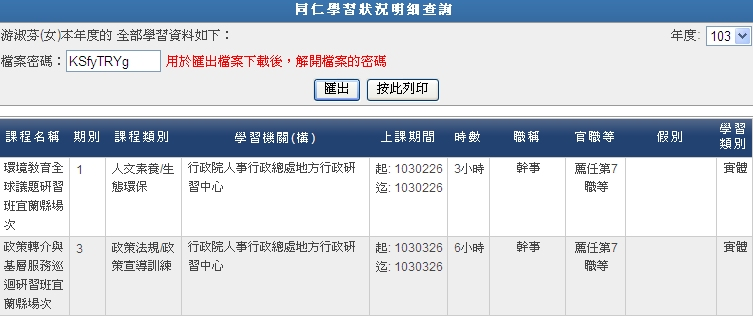 同仁學習狀況明細查詢
游淑芬(女)本年度的 全部學習資料如下： 年度: 103
檔案密碼：KSfyTRYg 用於匯出檔案下載後，解開檔案的密碼
匯出 按此列印
課程名稱 期別 課程類別 學習機關(構) 上課期間 時數 職稱 官職等 假別 學習
類別
環境教育全 1 人文素養/生 行政院人事行政總處地方行政研 起: 1030226 3小時 幹事 薦任第7 實體
球議題研習 態環保 習中心 迄: 1030226 職等
班宜蘭縣場
次
政策轉介與 3 政策法規/政 行政院人事行政總處地方行政研 起: 1030326 6小時 幹事 薦任第7 實體
基層服務巡 策宣導訓練 習中心 迄: 1030326 職等
迴研習班宜
蘭縣場次